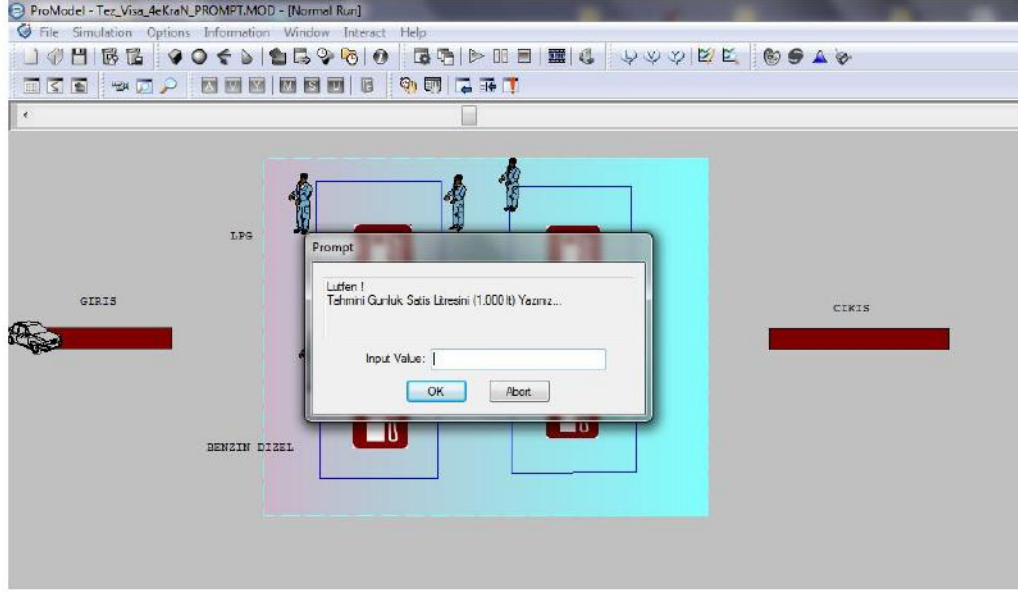 ProModel - Tez_Visa_4eKraN_PROMPT.MOD - [Normal Run]
File Simulation Options Information Window Interact Help
LPG
Prompt
Lutfen !
Tahmini Gunluk Satis Litresini (1.000 lt) Yaziniz...
GIRIS
CIKIS
Input Value:
OK Abort
BENZIN DIZEL